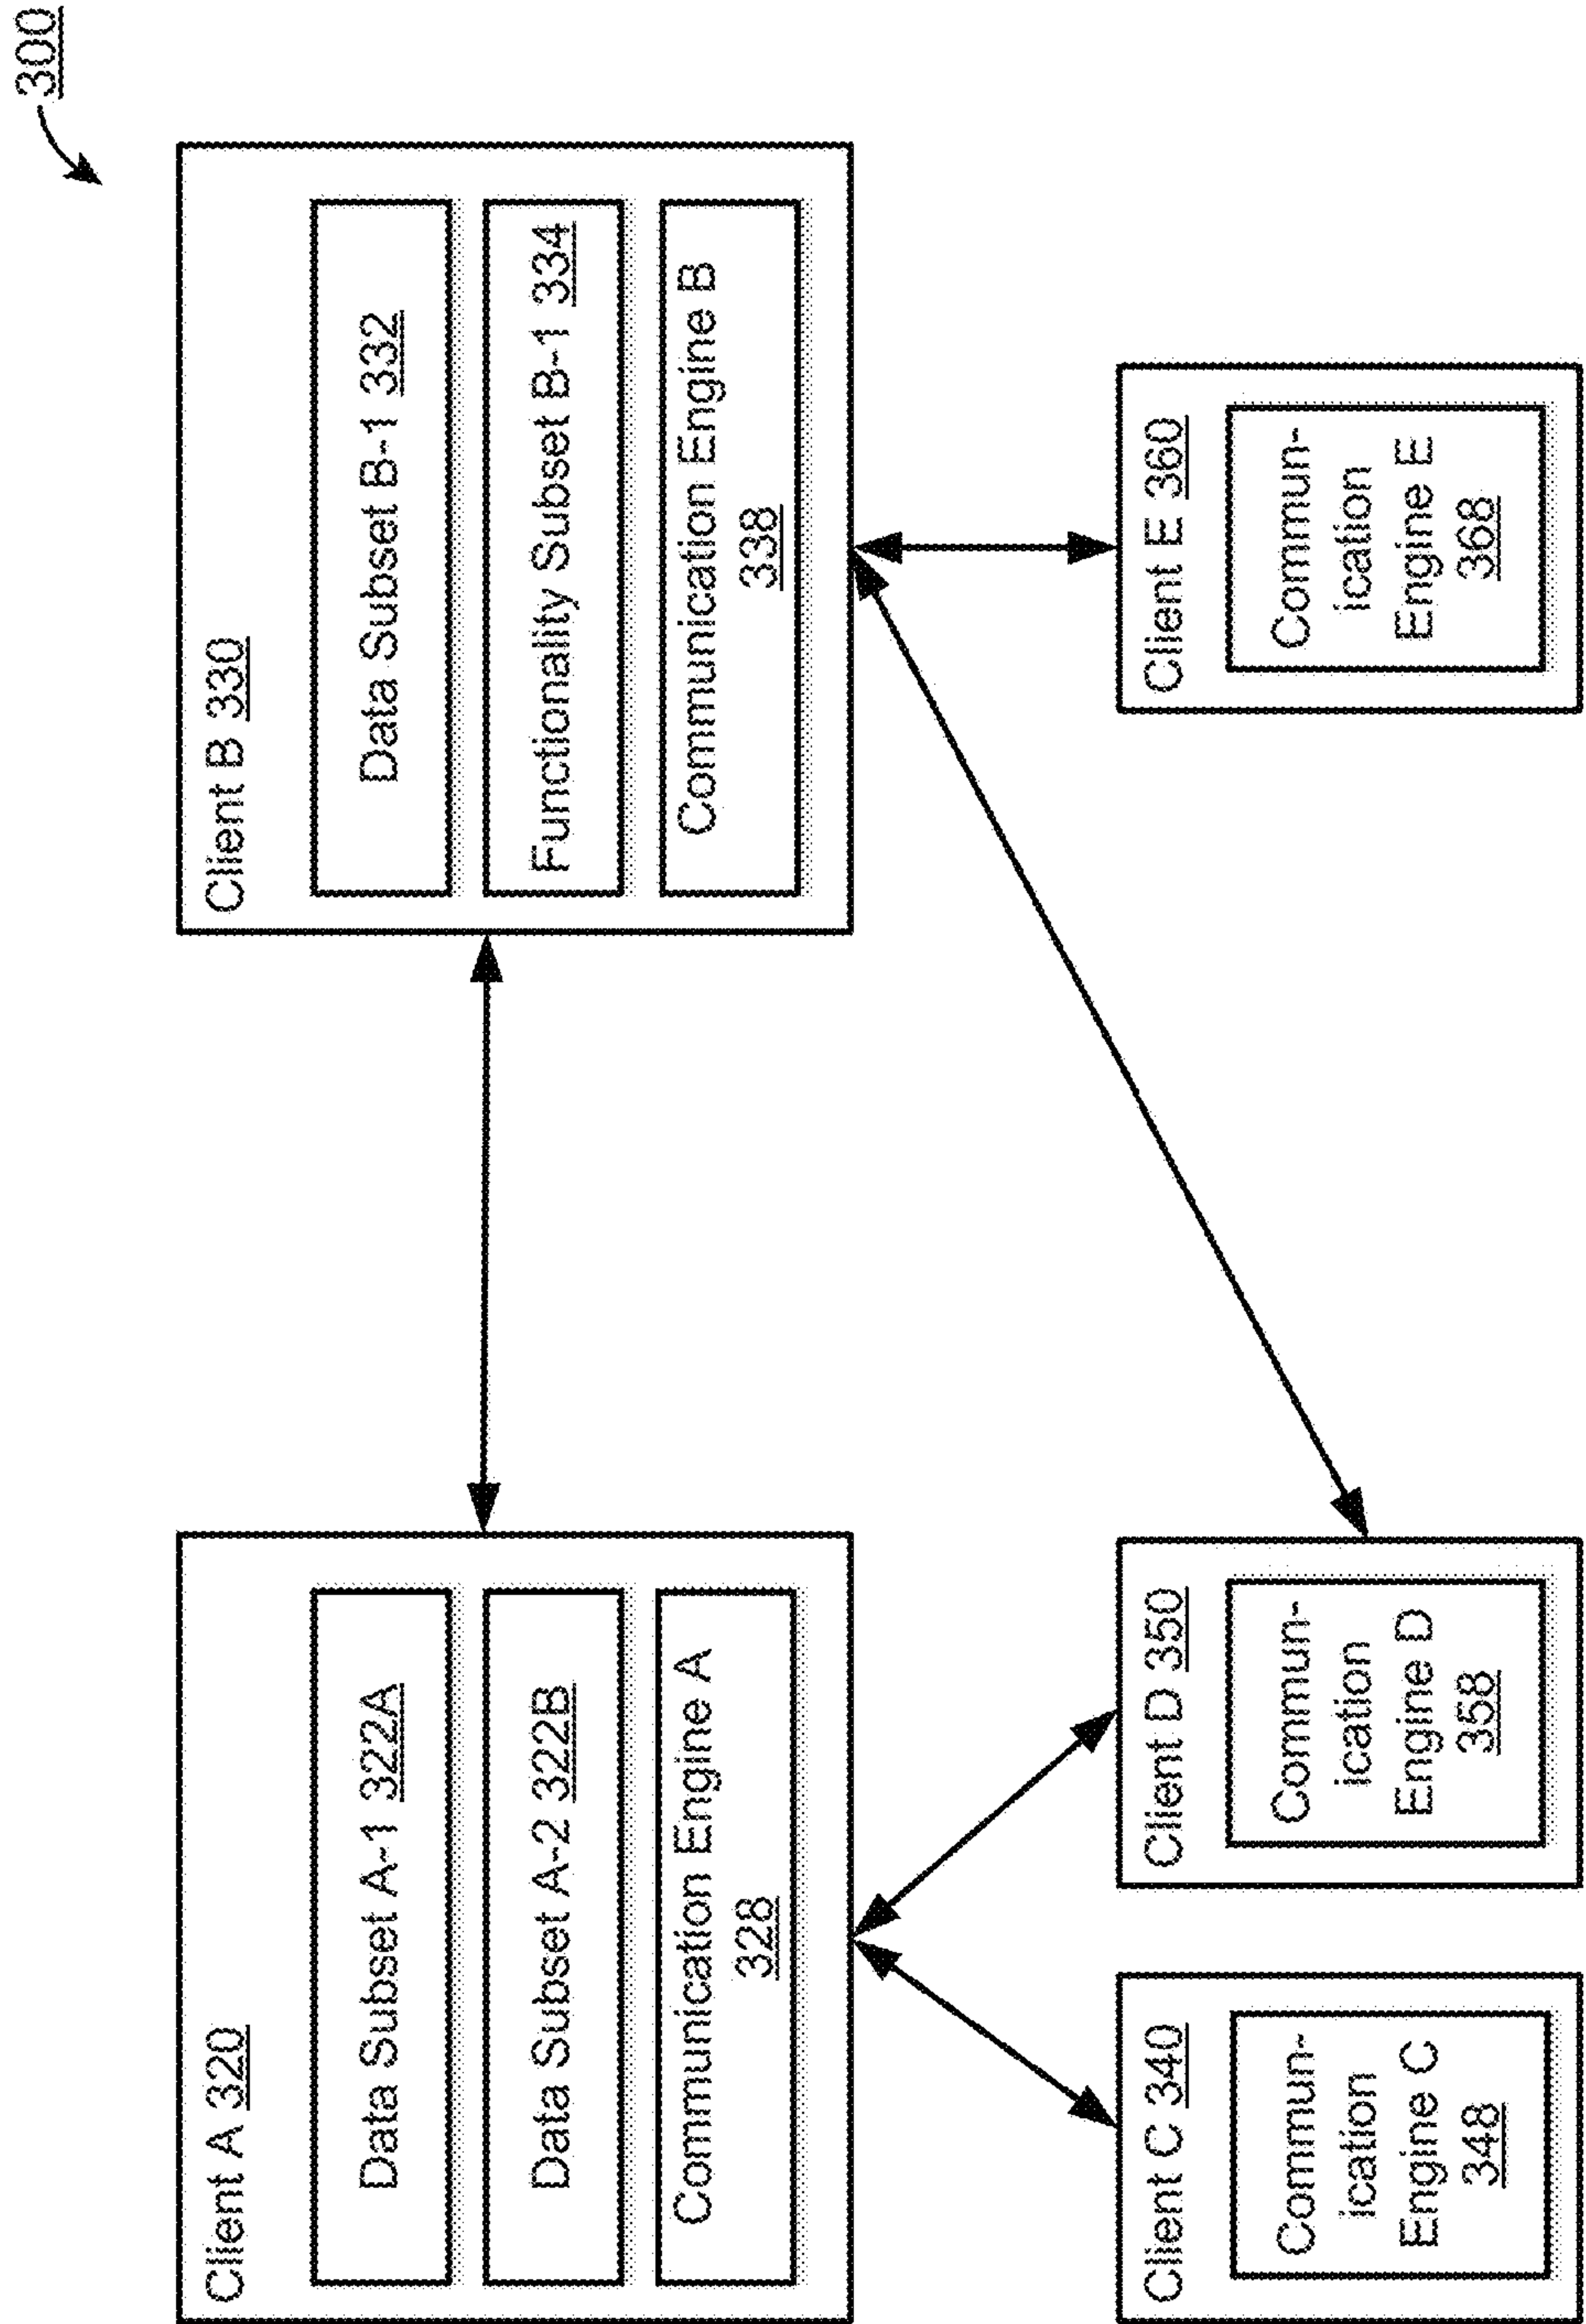 300
Client A 320
Data Subset A-1 322A
Data Subset A-2 322B
Communication Engine A
328
Client B 330
Data Subset B-1 332
Functionality Subset B-1 334
Communication Engine B
338
Client C 340
Commun-
ication
Engine C
348
Client D 350
Commun-
ication
Engine D
358
Client E 360
Commun-
ication
Engine E
368